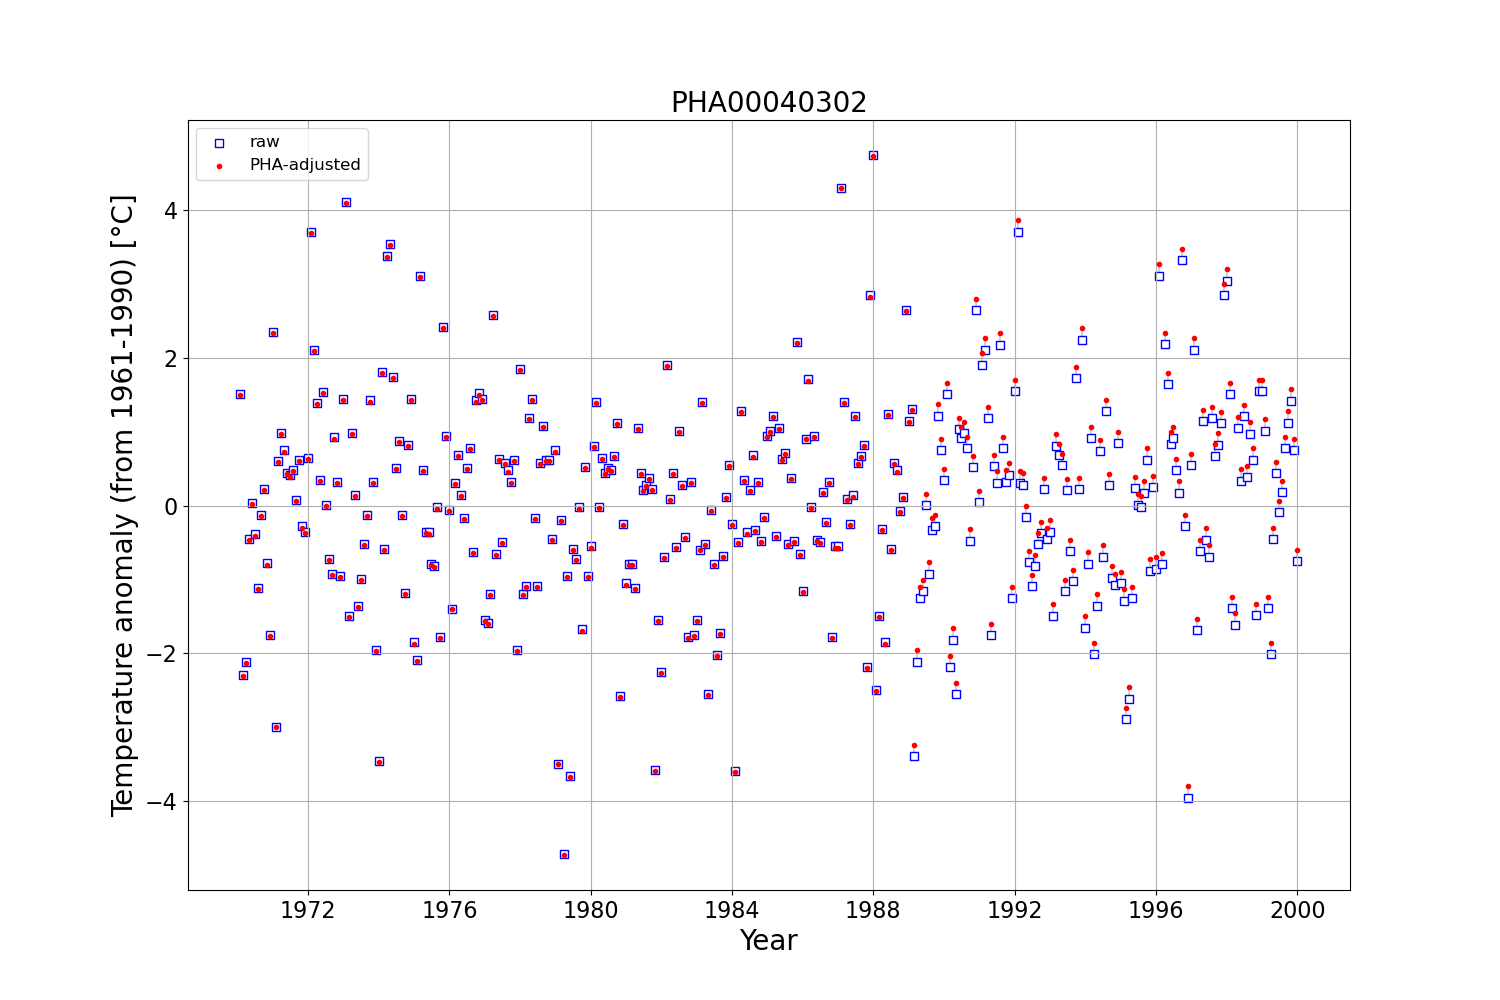 PHA00040302
raw
PHA-adjusted
Temperature anomaly (from 1961-1990) [°C]
4
2
0
−2
−4
1972 1976 1980 1984 1988 1992 1996 2000
Year